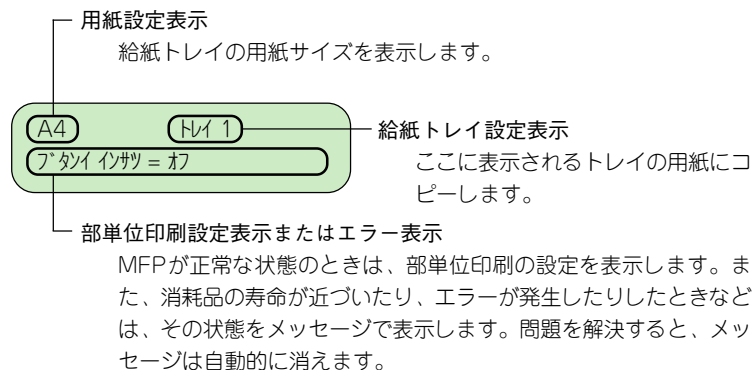 用紙設定表示
給紙トレイの用紙サイズを表示します。
A4 ﾄﾚｲ 1
ﾌﾞﾀﾝｲ ｲﾝｻﾂ = ｵﾌ
給紙トレイ設定表示
ここに表示されるトレイの用紙にコ
ピーします。
部単位印刷設定表示またはエラー表示
MFPが正常な状態のときは、部単位印刷の設定を表示します。ま
た、消耗品の寿命が近づいたり、エラーが発生したりしたときなど
は、その状態をメッセージで表示します。問題を解決すると、メッ
セージは自動的に消えます。